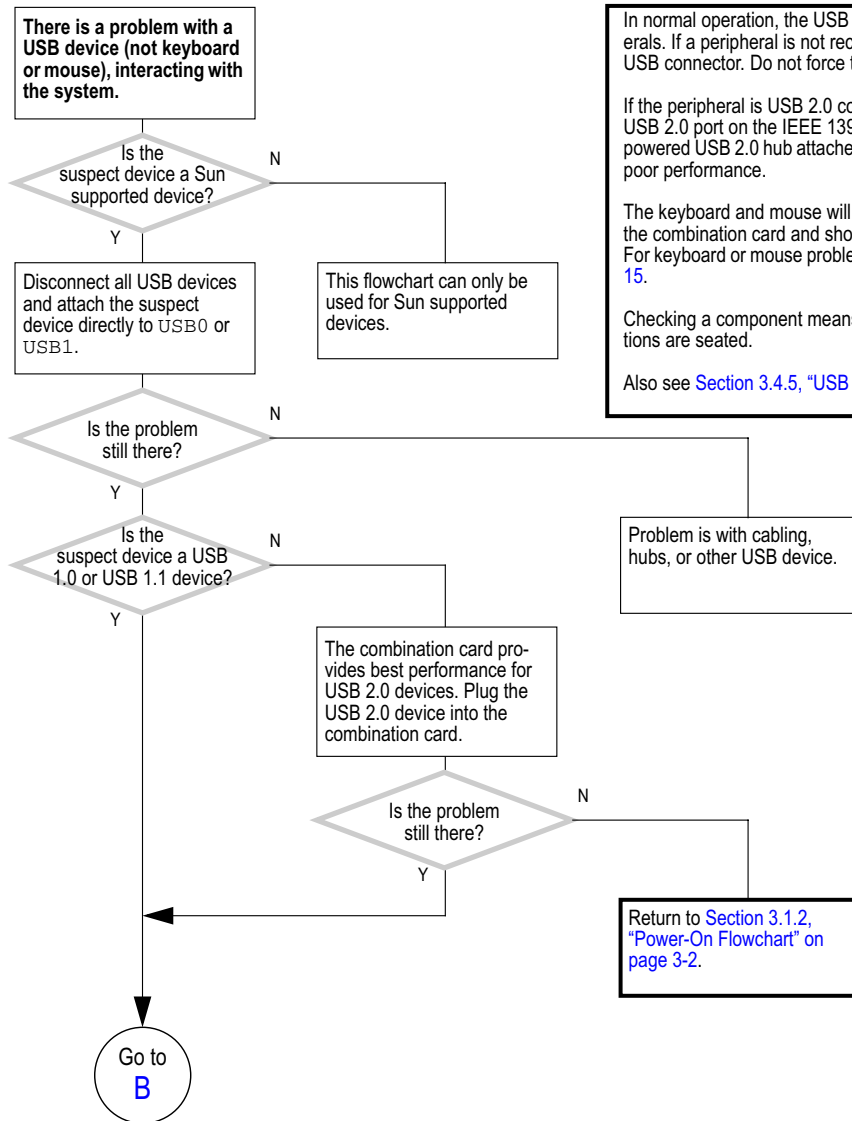 There is a problem with a
USB device (not keyboard
or mouse), interacting with
the system.
Is the
suspect device a Sun
supported device?
N
Y
Disconnect all USB devices
and attach the suspect
device directly to USB0 or
USB1.
This flowchart can only be
used for Sun supported
devices.
In normal operation, the USB
erals. If a peripheral is not
USB connector. Do not force
If the peripheral is USB 2.0
USB 2.0 port on the IEEE
powered USB 2.0 hub
poor performance.
The keyboard and mouse will
the combination card and
For keyboard or mouse
15.
Checking a component
tions are seated.
Also see Section 3.4.5, “USB
Is the problem
still there?
N
Y
Problem is with cabling,
hubs, or other USB device.
Is the
suspect device a USB
1.0 or USB 1.1 device?
N
Y
The combination card pro-
vides best performance for
USB 2.0 devices. Plug the
USB 2.0 device into the
combination card.
Is the problem
still there?
N
Y
Return to Section 3.1.2,
“Power-On Flowchart” on
page 3-2.
Go to
B